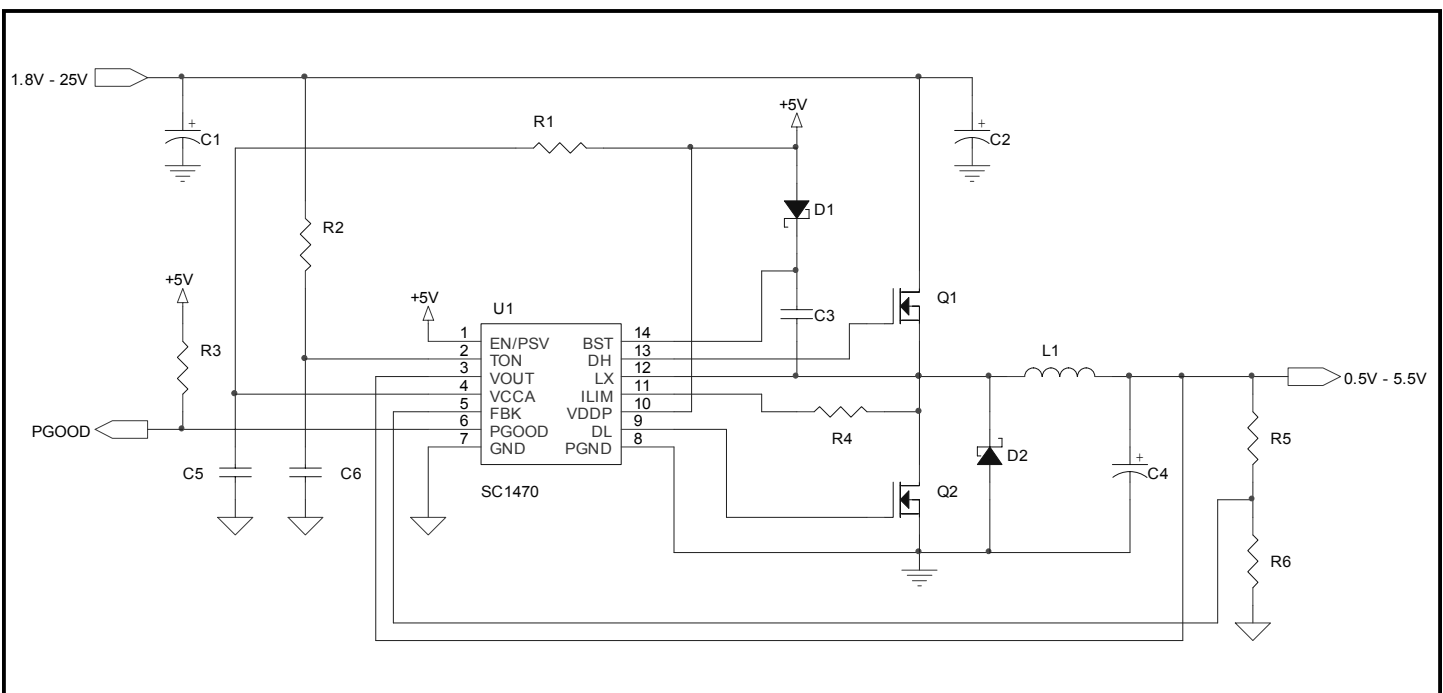 +5V
1.8V - 25V
R1
C1
C2
D1
R2
+5V
+5V
U1
Q1
C3
R3
L1
1 EN/PSV BST 14
2 TON DH 13
3 VOUT LX 12
4 VCCA ILIM 11
5 FBK VDDP 10
6 PGOOD DL 9
7 GND PGND 8
0.5V - 5.5V
PGOOD
R4
R5
D2
C5
C6
C4
SC1470
Q2
R6
+
+
+